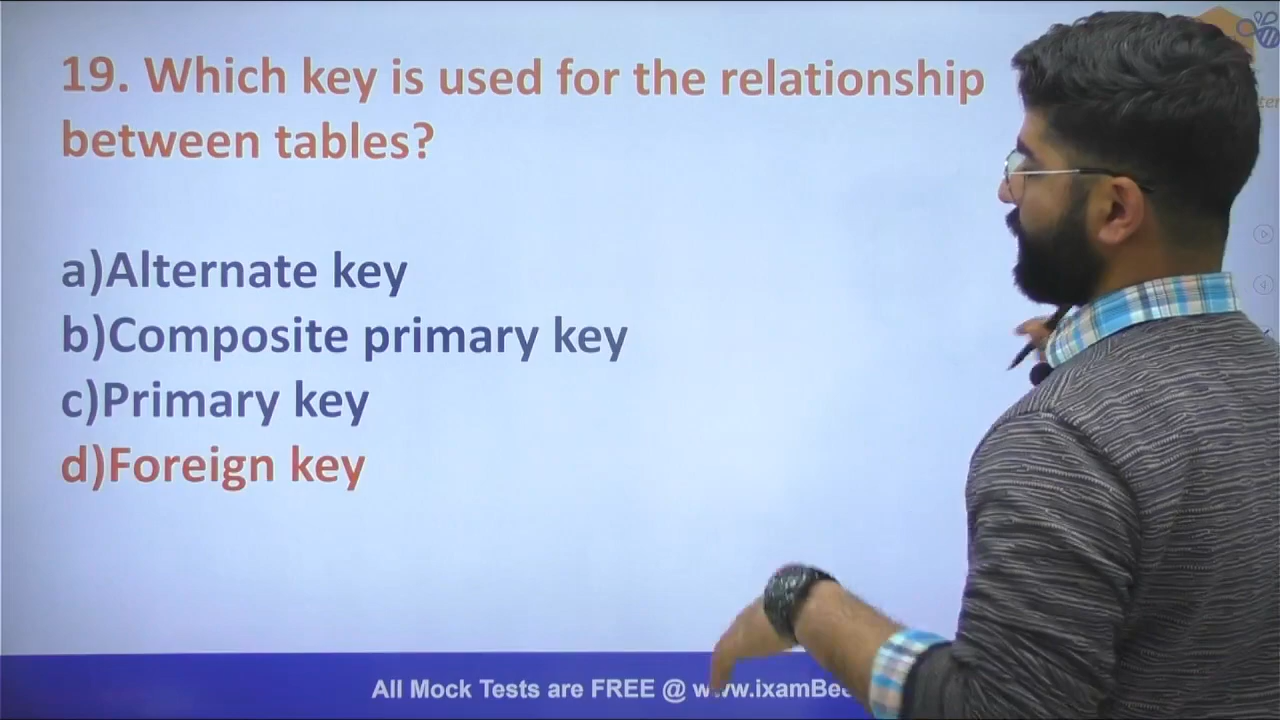 19. Which key is used for the relationship
between tables?
a)Alternate key
b)Composite primary key
c)Primary key
d)Foreign key
All Mock Tests are FREE @